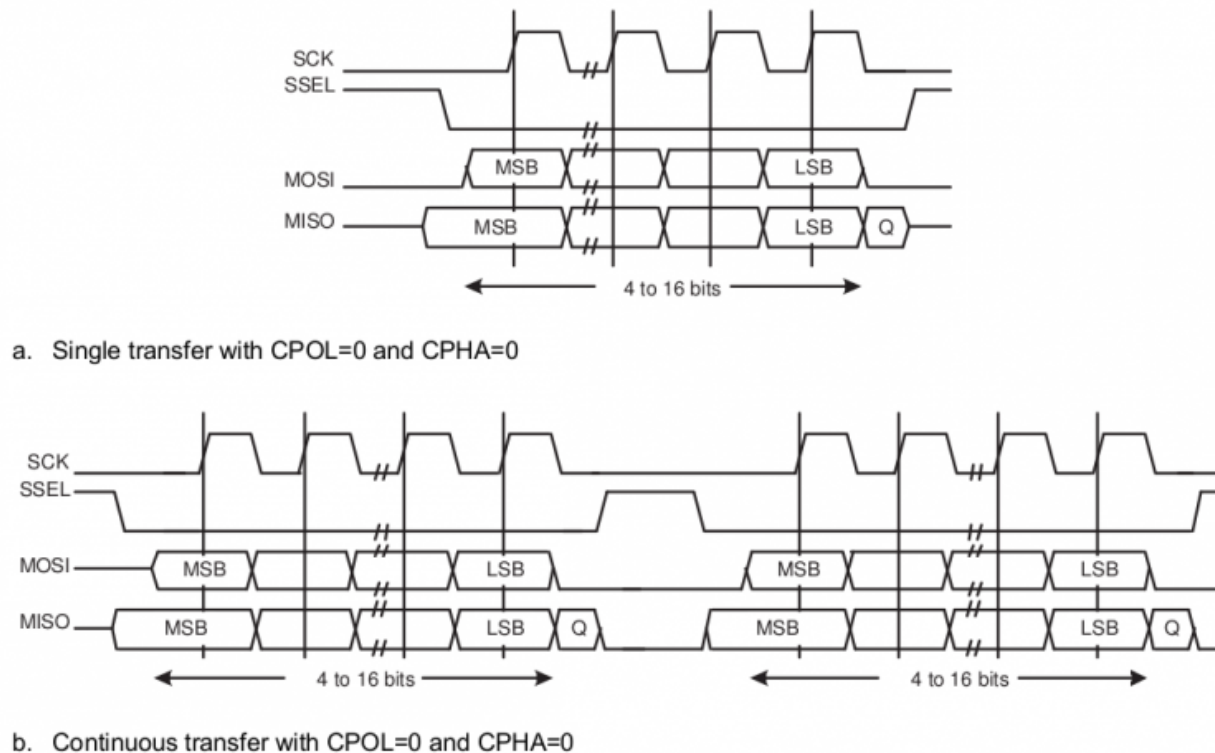 SCK
SSEL
MOSI MSB LSB
MISO MSB LSB Q
4 to 16 bits
a. Single transfer with CPOL=0 and CPHA=0
SCK
SSEL
MOSI MSB LSB MSB LSB
MISO MSB LSB Q MSB LSB Q
4 to 16 bits 4 to 16 bits
b. Continuous transfer with CPOL=0 and CPHA=0